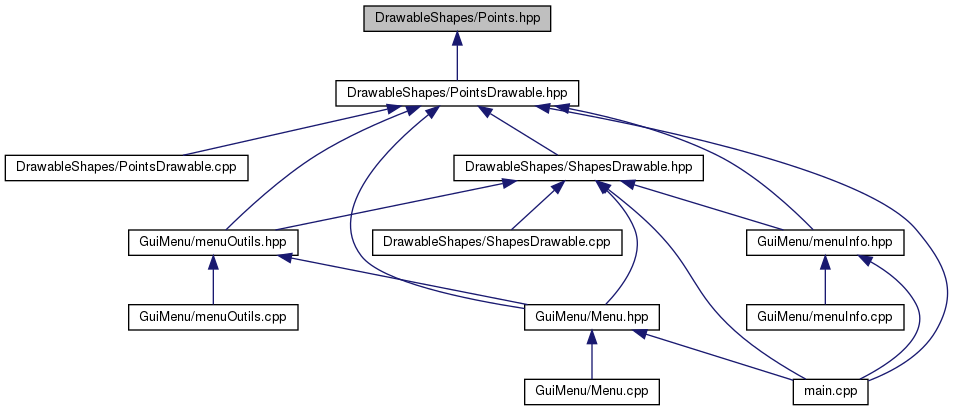 DrawableShapes/Points.hpp
DrawableShapes/PointsDrawable.hpp
DrawableShapes/PointsDrawable.cpp
DrawableShapes/ShapesDrawable.hpp
GuiMenu/menuOutils.hpp
DrawableShapes/ShapesDrawable.cpp
GuiMenu/menuInfo.hpp
GuiMenu/menuOutils.cpp
GuiMenu/Menu.hpp
GuiMenu/menuInfo.cpp
GuiMenu/Menu.cpp
main.cpp